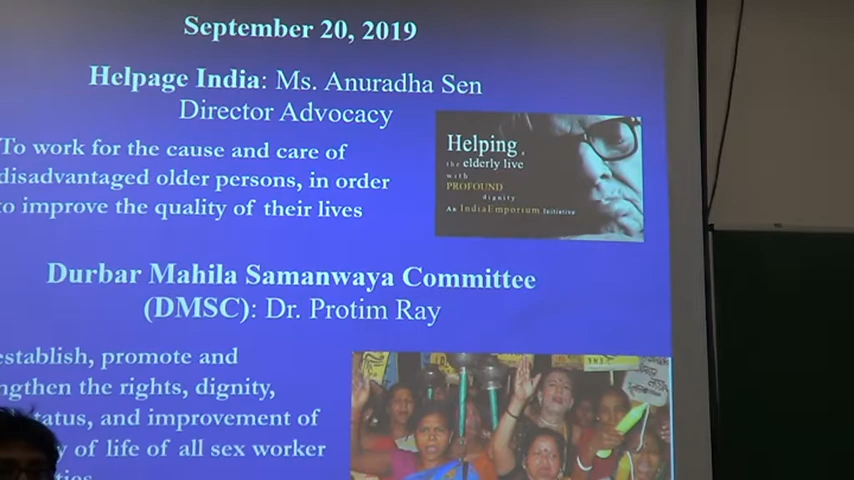 September 20, 2019
Helpage India: Ms. Anuradha Sen
Director Advocacy
To work for the cause and care of
disadvantaged older persons, in order
to improve the quality of their lives
Helping,
the elderly live
with
PROFOUND
dignity
An IndiaEmporium Initiative
Durbar Mahila Samanwaya Committee
(DMSC): Dr. Protim Ray
establish, promote and
ngthen the rights, dignity,
tatus, and improvement of
y of life of all sex worker